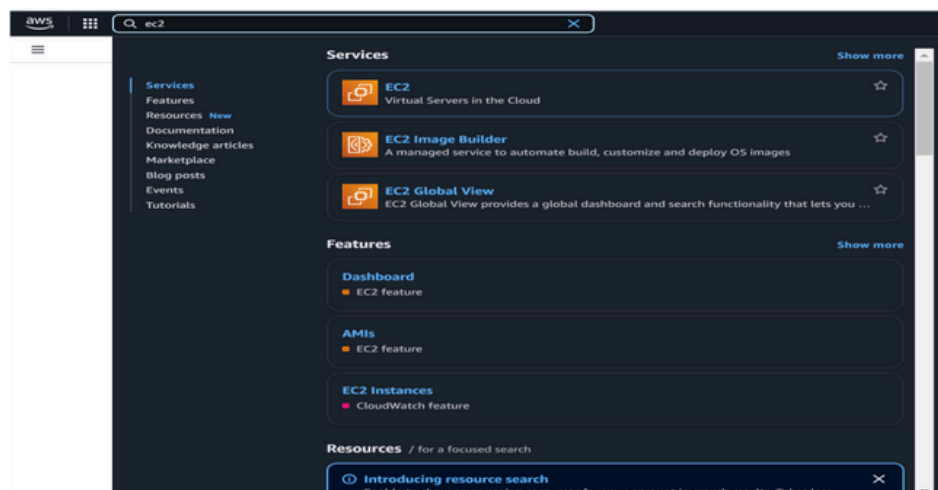 aws
ec2
Services
Features
Resources New
Documentation
Knowledge articles
Marketplace
Blog posts
Events
Tutorials
Services
Show more
EC2
Virtual Servers in the Cloud
EC2 Image Builder
A managed service to automate build, customize and deploy OS images
EC2 Global View
EC2 Global View provides a global dashboard and search functionality that lets you ...
Features
Show more
Dashboard
EC2 feature
AMIs
EC2 feature
EC2 Instances
CloudWatch feature
Resources / for a focused search
Introducing resource search